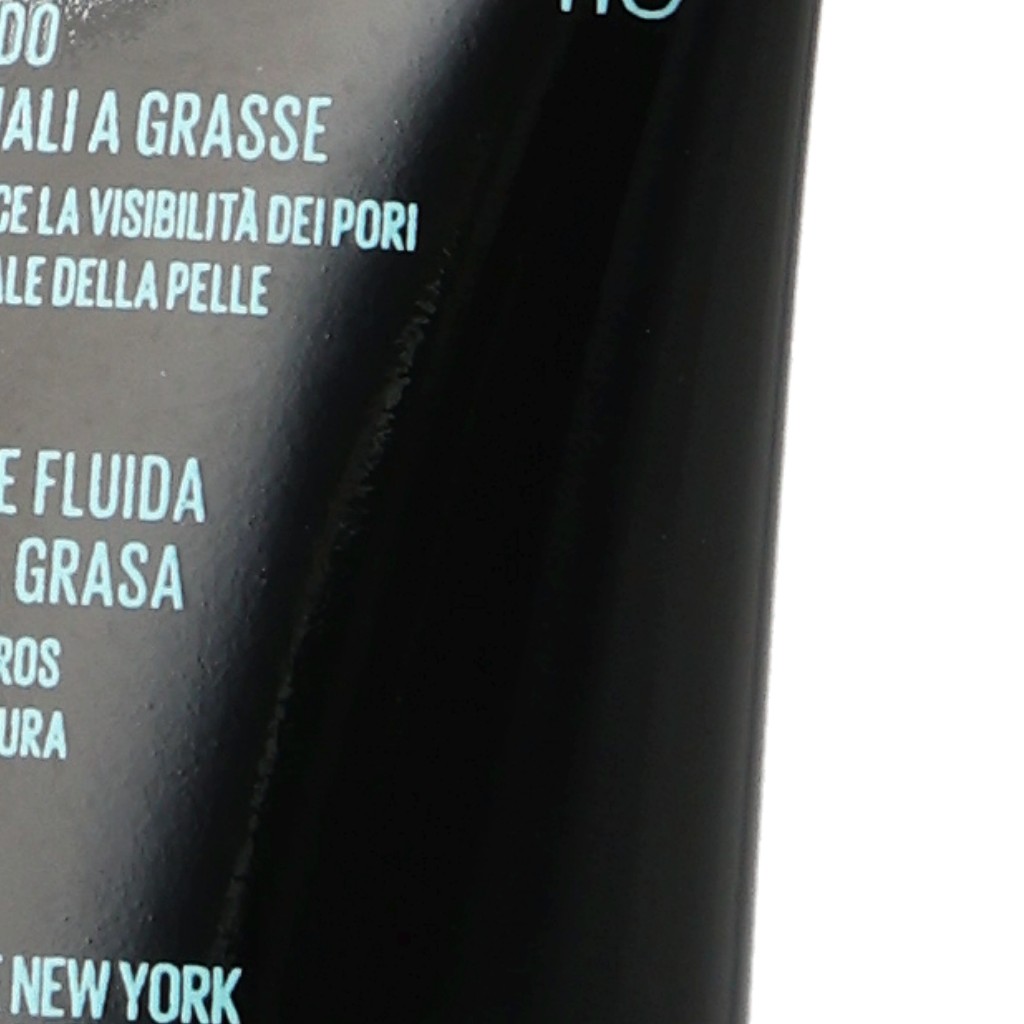 DO
ALI A GRASSE
CE LA VISIBILITÀ DEI PORI
ALE DELLA PELLE
E FLUIDA
GRASA
ROS
URA
NEW YORK